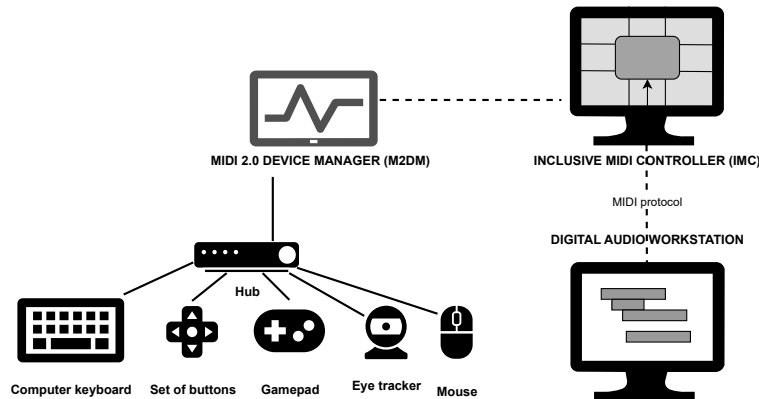 MIDI 2.0 DEVICE MANAGER (M2DM)
INCLUSIVE MIDI CONTROLLER (IMC)
MIDI protocol
DIGITAL AUDIO WORKSTATION
Hub
Computer keyboard
Set of buttons
Gamepad
Eye tracker
Mouse